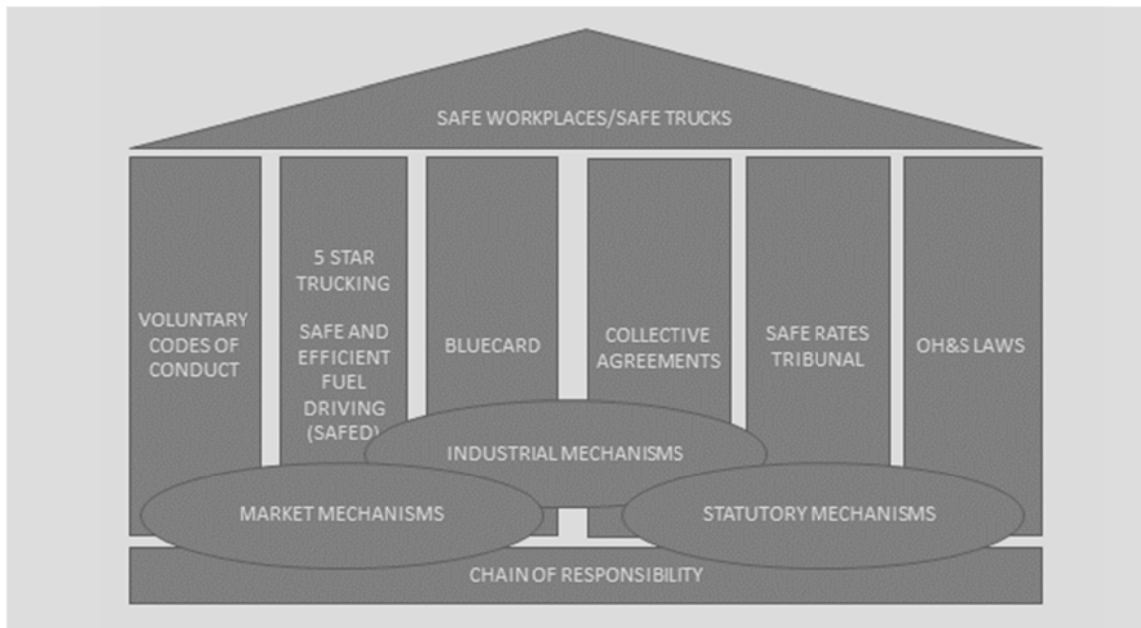 SAFE WORKPLACES/SAFE TRUCKS
VOLUNTARY
CODES OF
CONDUCT
5 STAR
TRUCKING
SAFE AND
EFFICIENT
FUEL
DRIVING
(SAFED)
BLUECARD
COLLECTIVE
AGREEMENTS
SAFE RATES
TRIBUNAL
OH&S LAWS
INDUSTRIAL MECHANISMS
MARKET MECHANISMS
STATUTORY MECHANISMS
CHAIN OF RESPONSIBILITY